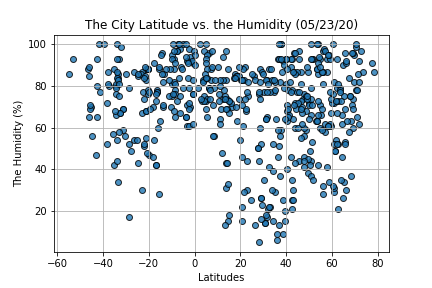 The City Latitude vs. the Humidity (05/23/20)
100
80
60
40
20
The Humidity (%)
−60 −40 −20 0 20 40 60 80
Latitudes